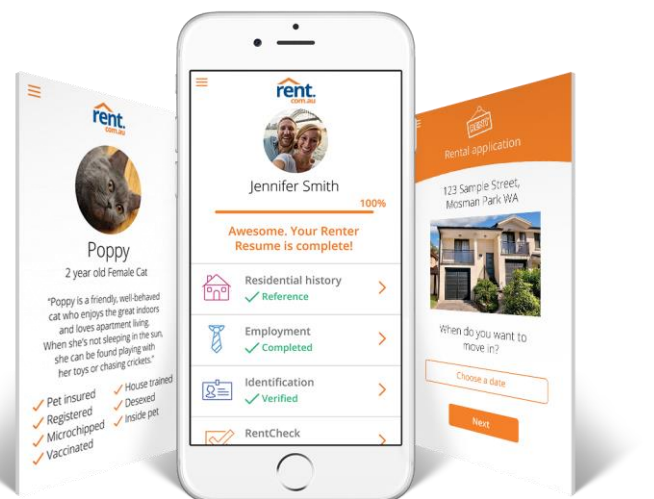 rent.
com.au
Poppy
2 year old Female Cat
"Poppy is a friendly, well-behaved
cat who enjoys the great indoors
and loves apartment living.
When she's not sleeping in the sun,
she can be found playing with
her toys or chasing crickets."
Pet insured
Registered
Microchipped
Vaccinated
House trained
Desexed
Inside pet
rent.
com.au
Jennifer Smith
100%
Awesome. Your Renter
Resume is complete!
Residential history
Reference
Employment
Completed
Identification
Verified
RentCheck
Rental application
123 Sample Street,
Mosman Park WA
When do you want to
move in?
Choose a date
Next